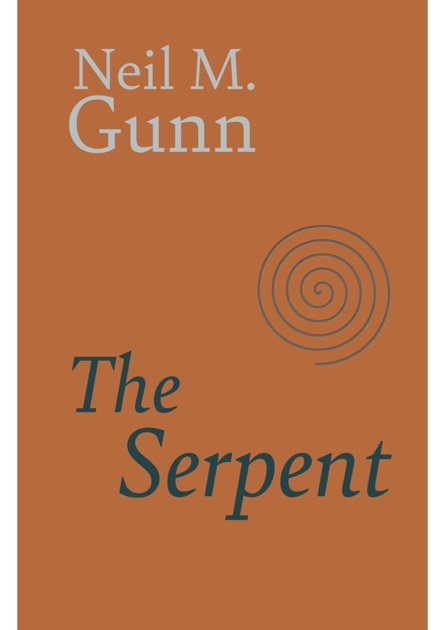 Neil M.
Gunn
The
Serpent